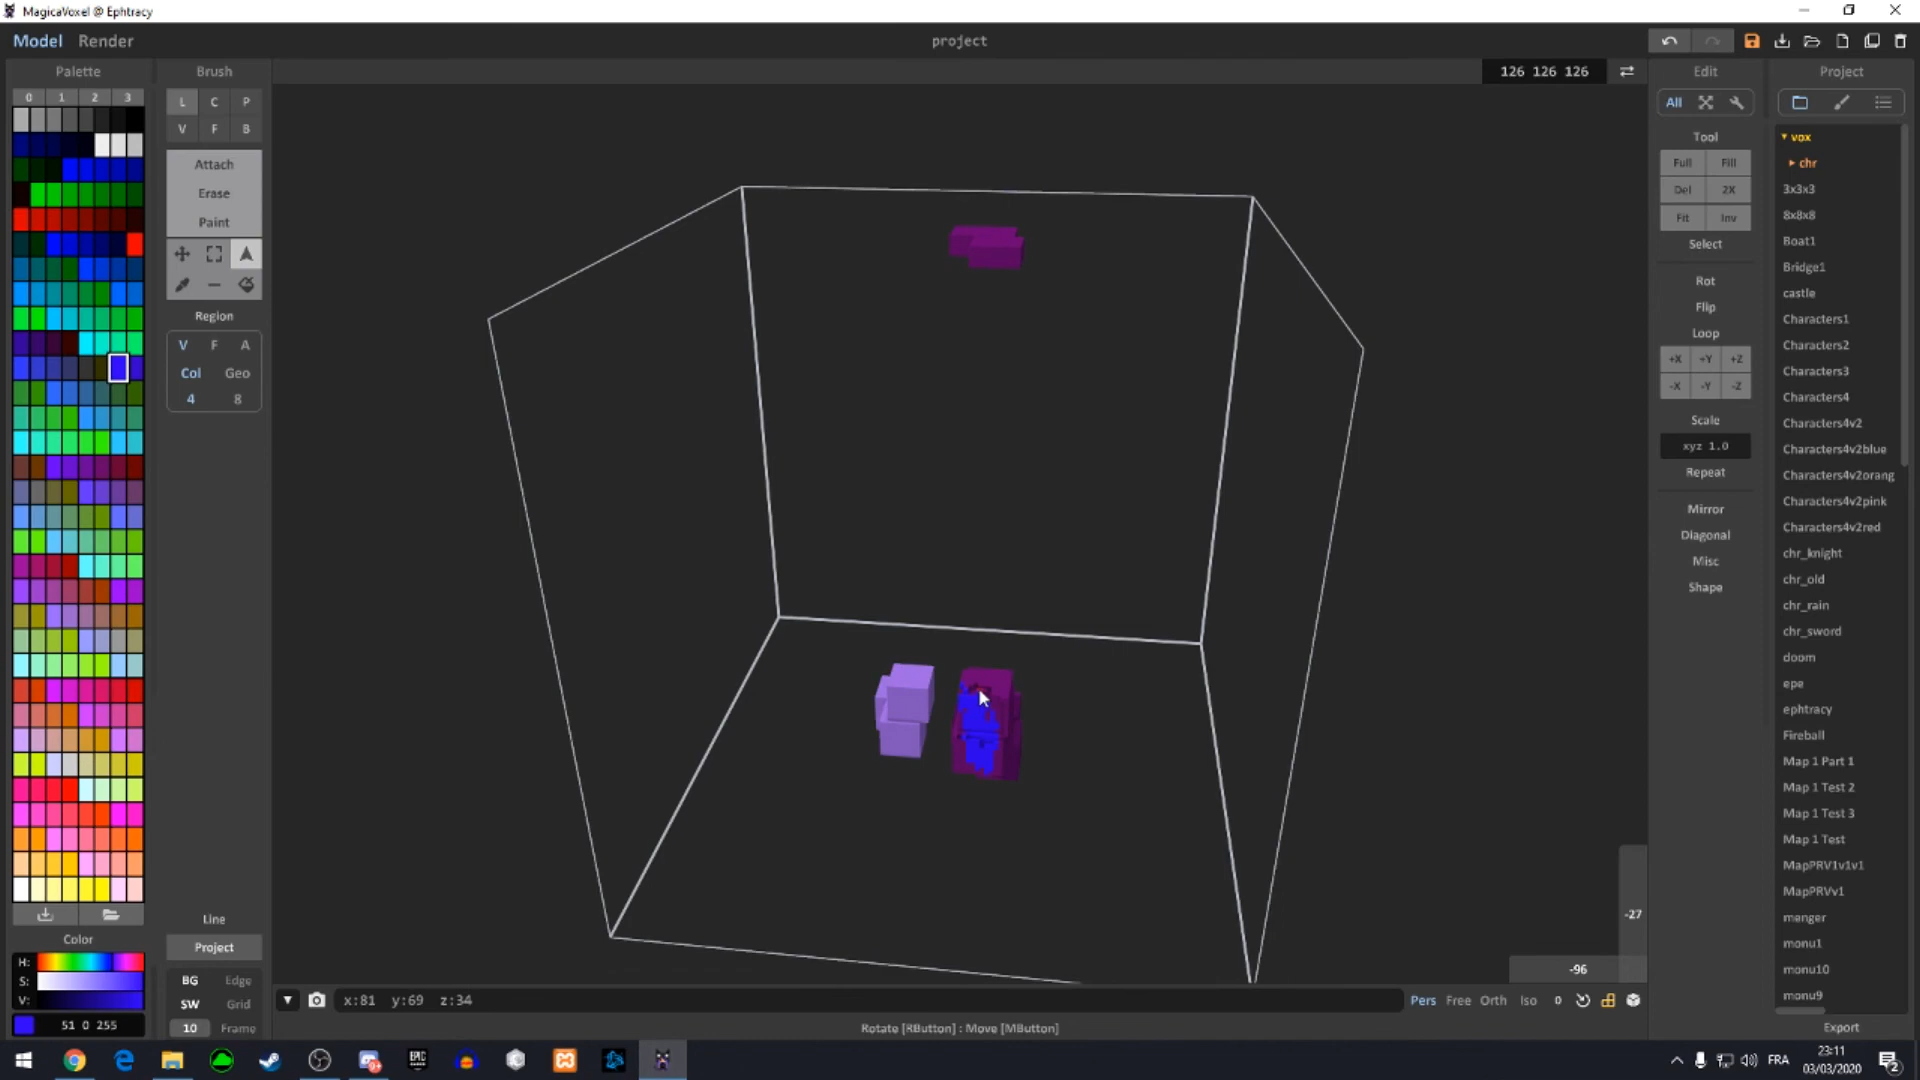 MagicaVoxel @ Ephtracy
Model Render
project
Palette
Brush
126 126 126
Edit
Project
0 1 2 3
L C P
All
V F B
vox
Tool
Attach
Full Fill
chr
Erase
Del 2X
3x3x3
Paint
Fit Inv
8x8x8
Select
Boat1
Bridge1
Rot
castle
Region
Flip
Characters1
V F A
Loop
Characters2
Col Geo
+X +Y +Z
Characters3
4 8
-X -Y -Z
Characters4
Scale
Characters4v2
xyz 1.0
Characters4v2blue
Repeat
Characters4v2orang
Mirror
Characters4v2pink
Diagonal
Characters4v2red
Misc
chr_knight
Shape
chr_old
chr_rain
chr_sword
doom
epe
ephtracy
Fireball
Map 1 Part 1
Map 1 Test 2
Map 1 Test 3
Map 1 Test
MapPRV1v1v1
MapPRVv1
menger
monu1
monu10
monu9
Line
-27
Color
Project
H:
S:
BG Edge
-96
V:
SW Grid
x:81 y:69 z:34
Pers Free Orth Iso 0
51 0 255
10 Frame
Rotate [RButton] : Move [MButton]
Export
EPIC
9+
FRA
23:11
03/03/2020
2